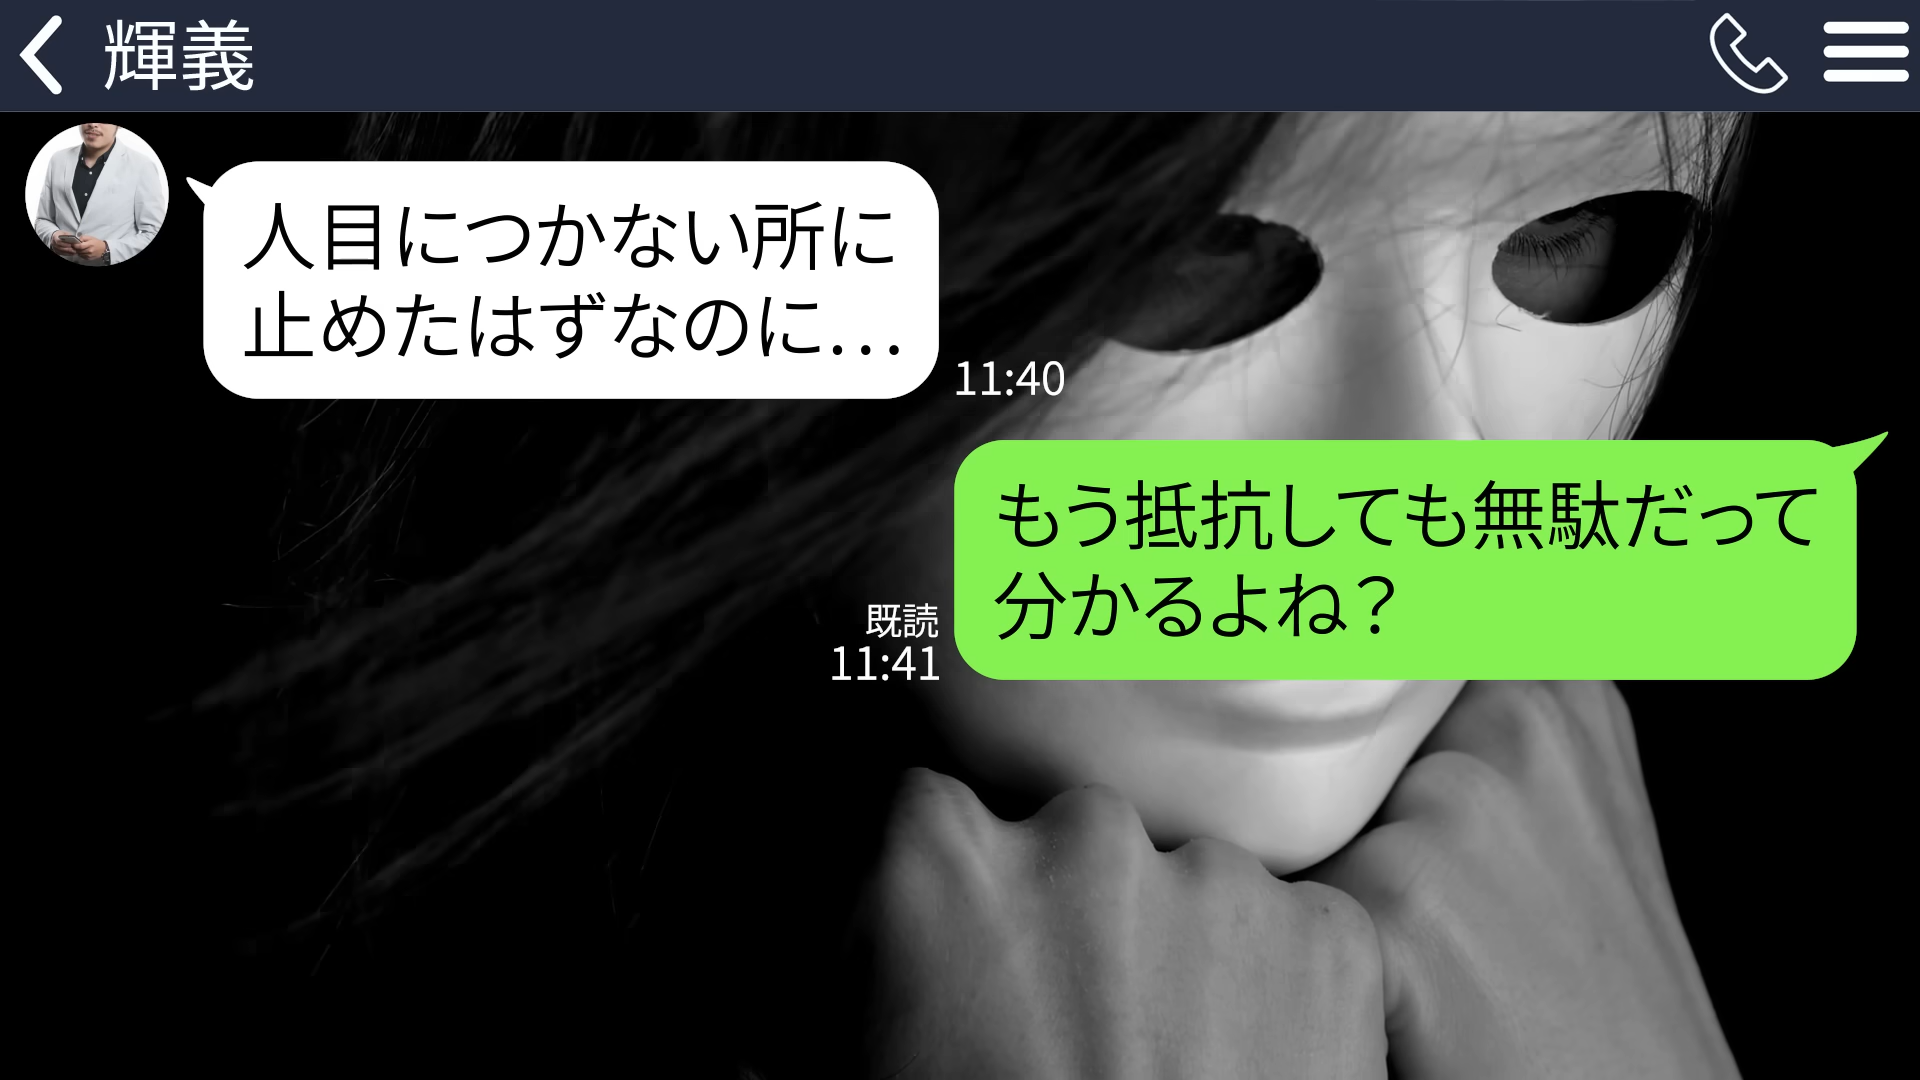 輝義
人目につかない所に
止めたはずなのに…
11:40
もう抵抗しても無駄だって
分かるよね？
既読
11:41